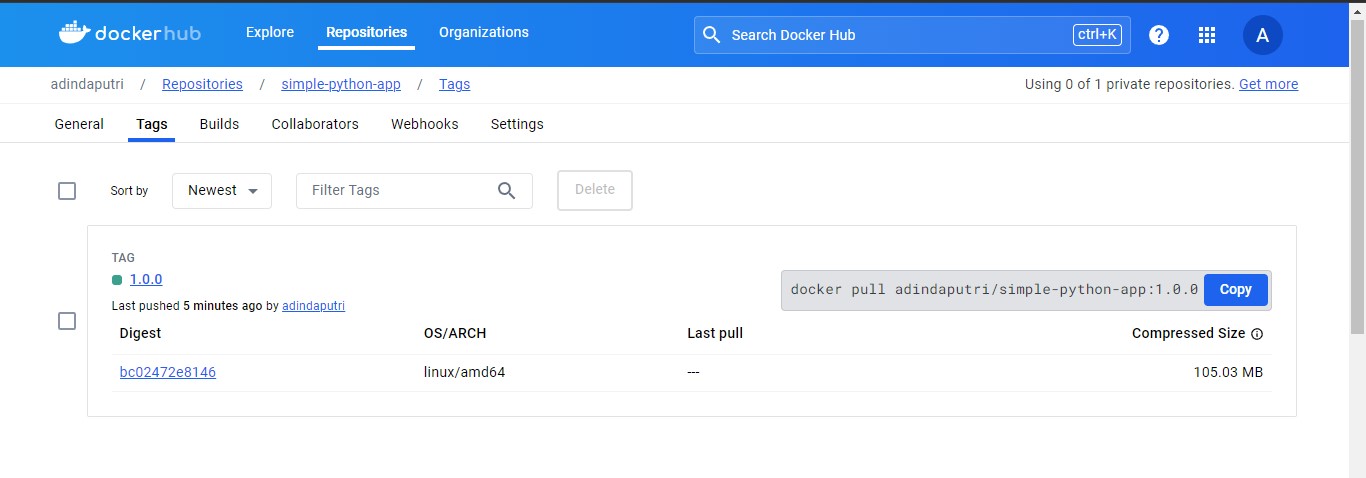 dockerhub Explore Repositories Organizations Search Docker Hub ctrl+K ? A
adindaputri / Repositories / simple-python-app / Tags Using 0 of 1 private repositories. Get more
General Tags Builds Collaborators Webhooks Settings
Sort by Newest Filter Tags Delete
TAG
1.0.0
docker pull adindaputri/simple-python-app:1.0.0 Copy
Last pushed 5 minutes ago by adindaputri
Digest OS/ARCH Last pull Compressed Size
bc02472e8146 linux/amd64 --- 105.03 MB